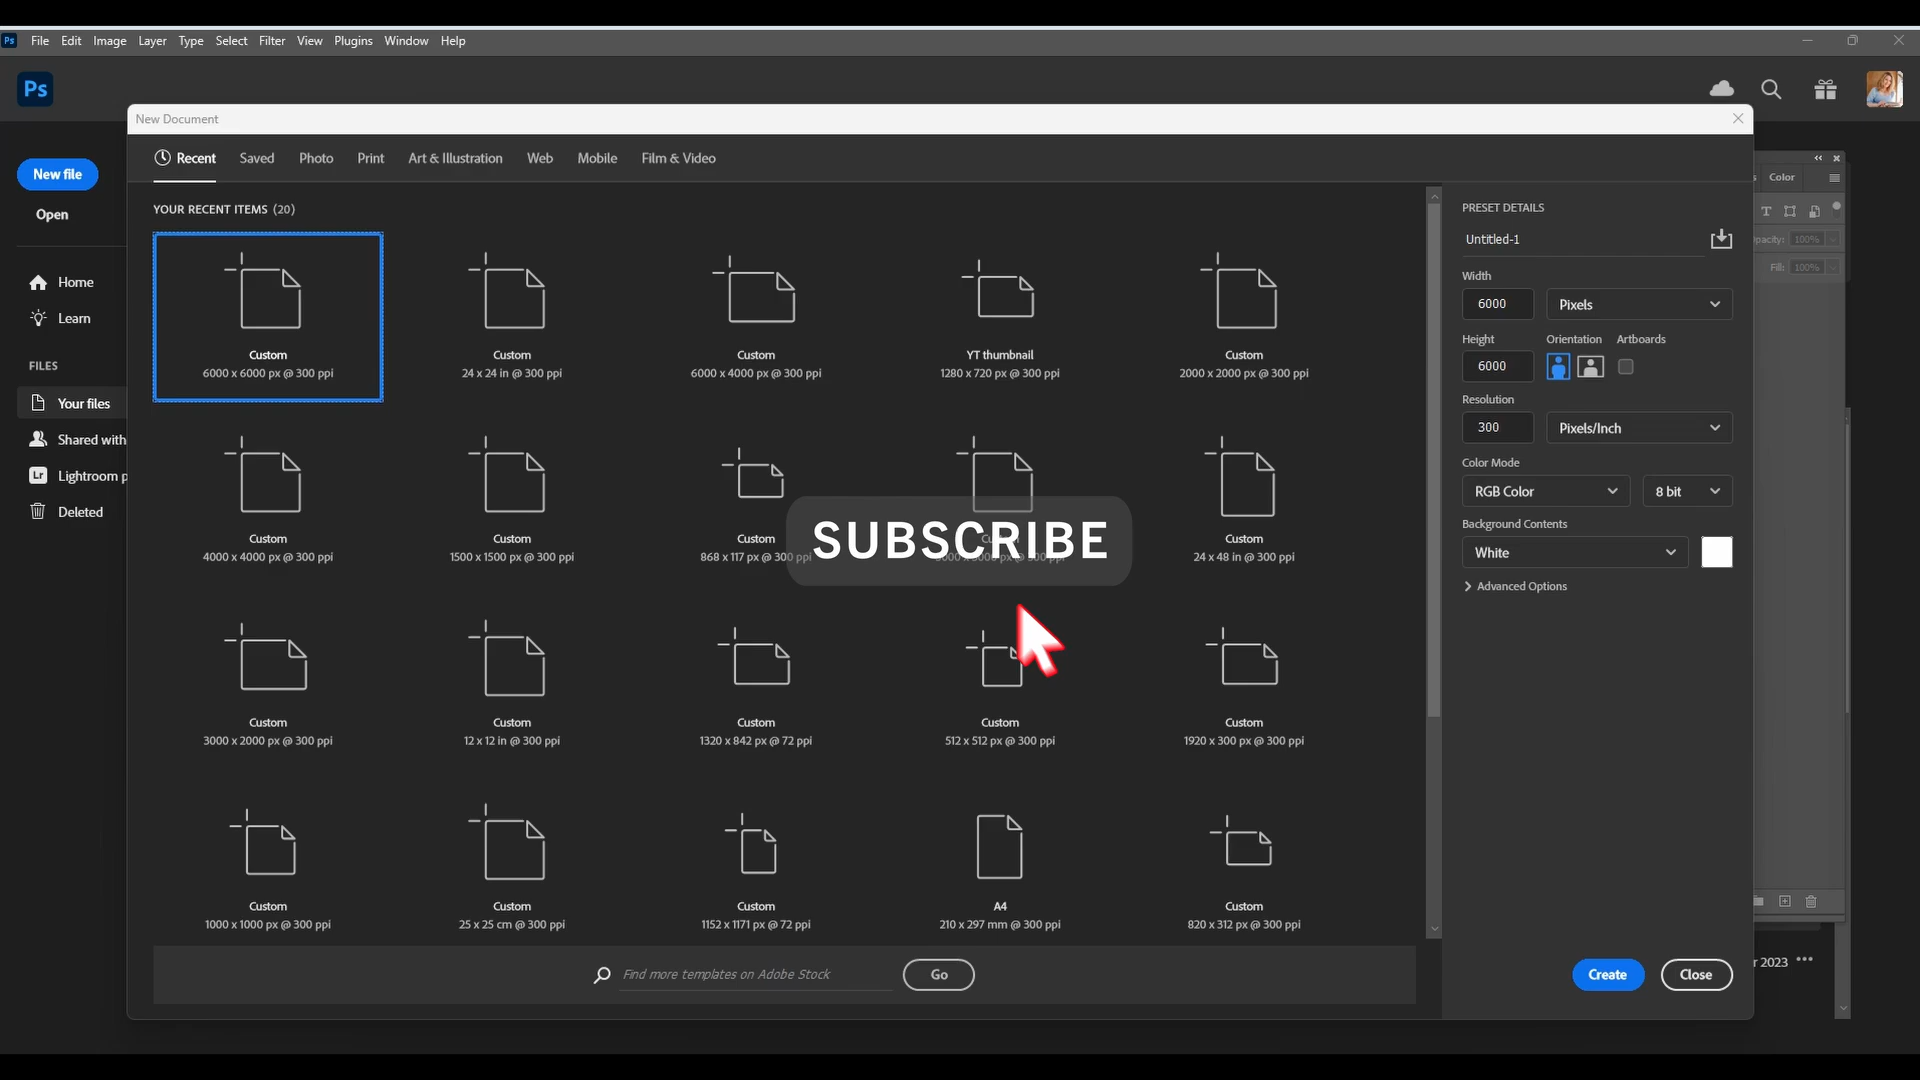 Ps File Edit Image Layer Type Select Filter View Plugins Window Help
Ps
New Document
Recent Saved Photo Print Art & Illustration Web Mobile Film & Video
New file
Open
Home
Learn
FILES
Your files
Shared with
Lr Lightroom p
Deleted
YOUR RECENT ITEMS (20)
Custom
6000 x 6000 px @ 300 ppi
Custom
24 x 24 in @ 300 ppi
Custom
6000 x 4000 px @ 300 ppi
YT thumbnail
1280 x 720 px @ 300 ppi
Custom
2000 x 2000 px @ 300 ppi
Custom
4000 x 4000 px @ 300 ppi
Custom
1500 x 1500 px @ 300 ppi
Custom
868 x 117 px @ 300 ppi
SUBSCRIBE
Custom
24 x 48 in @ 300 ppi
Custom
3000 x 2000 px @ 300 ppi
Custom
12 x 12 in @ 300 ppi
Custom
1320 x 842 px @ 72 ppi
Custom
512 x 512 px @ 300 ppi
Custom
1920 x 300 px @ 300 ppi
Custom
1000 x 1000 px @ 300 ppi
Custom
25 x 25 cm @ 300 ppi
Custom
1152 x 1171 px @ 72 ppi
A4
210 x 297 mm @ 300 ppi
Custom
820 x 312 px @ 300 ppi
Find more templates on Adobe Stock Go
PRESET DETAILS
Untitled-1
Width
6000 Pixels
Height Orientation Artboards
6000
Resolution
300 Pixels/Inch
Color Mode
RGB Color 8 bit
Background Contents
White
Advanced Options
Create Close
s Color
pacity: 100%
Fill: 100%
r 2023